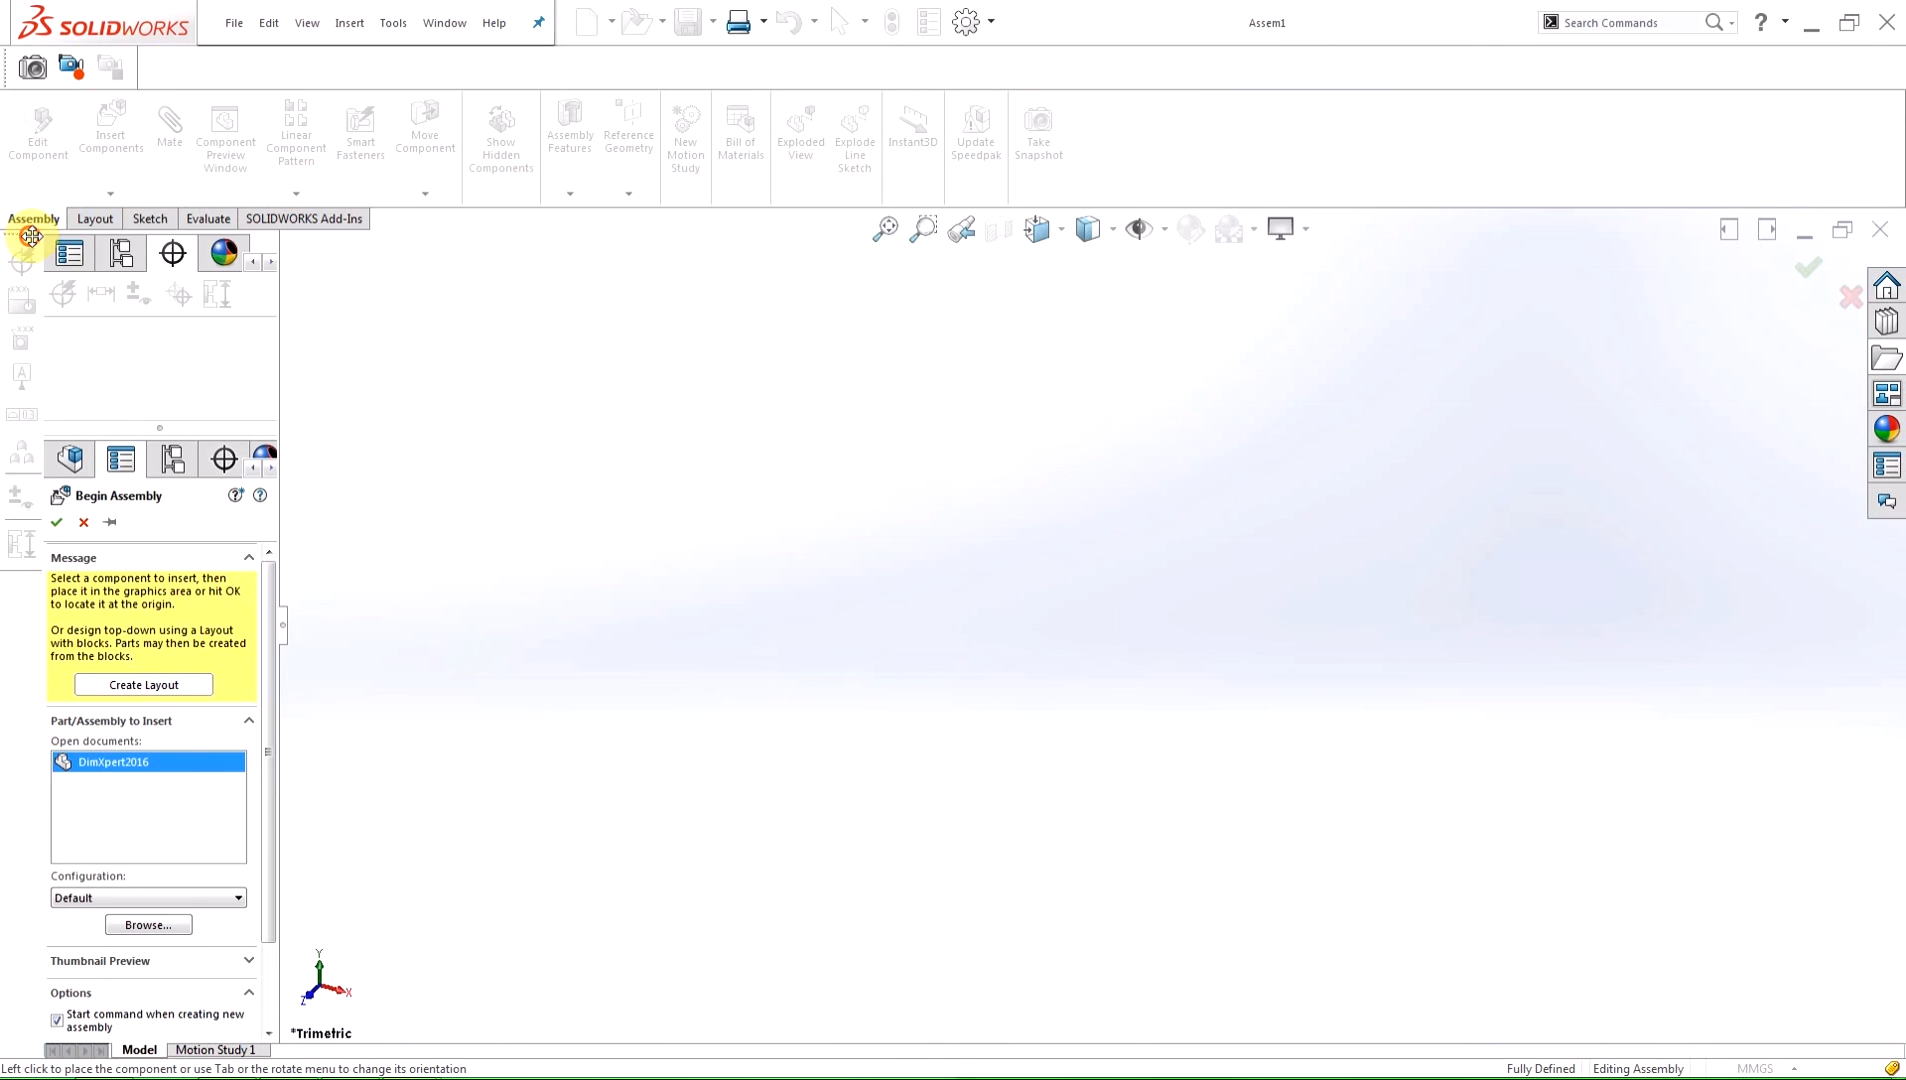 SOLIDWORKS
File Edit View Insert Tools Window Help
Assem1
Search Commands
?
Edit Component
Insert Components
Mate
Component Preview Window
Linear Component Pattern
Smart Fasteners
Move Component
Show Hidden Components
Assembly Features
Reference Geometry
New Motion Study
Bill of Materials
Exploded View
Explode Line Sketch
Instant3D
Update Speedpak
Take Snapshot
Assembly Layout Sketch Evaluate SOLIDWORKS Add-Ins
Begin Assembly
Message
Select a component to insert, then
place it in the graphics area or hit OK
to locate it at the origin.
Or design top-down using a Layout
with blocks. Parts may then be created
from the blocks.
Create Layout
Part/Assembly to Insert
Open documents:
DimXpert2016
Configuration:
Default
Browse...
Thumbnail Preview
Options
Start command when creating new
assembly
Y
X
Z
*Trimetric
Model Motion Study 1
Left click to place the component or use Tab or the rotate menu to change its orientation
Fully Defined Editing Assembly MMGS